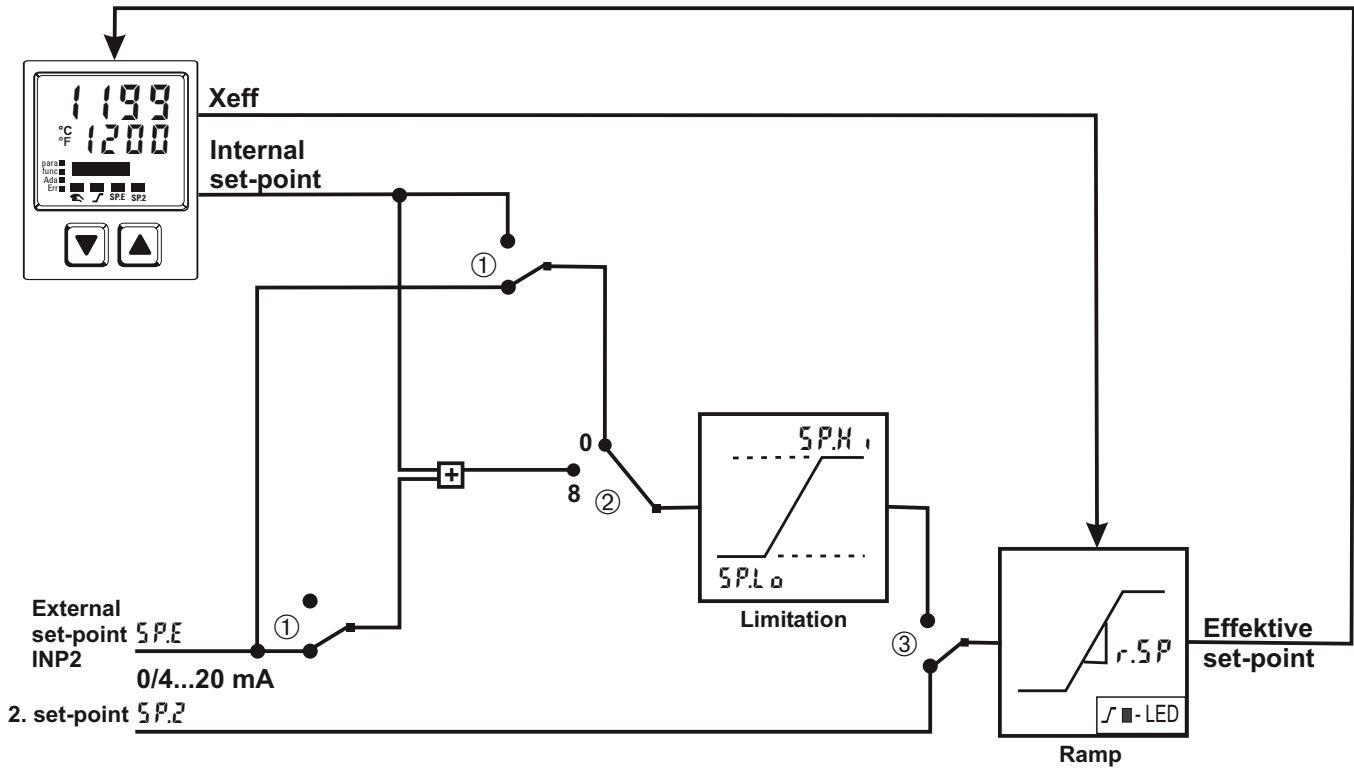 1199
Xeff
°C
°F
1200
Internal
set-point
para
func
Ada
Err
SP.E SP.2
①
0
8
②
SP.Hi
SP.Lo
Limitation
External
set-point SP.E
INP2
①
0/4...20 mA
2. set-point SP.2
③
r.SP
Effektive
set-point
- LED
Ramp